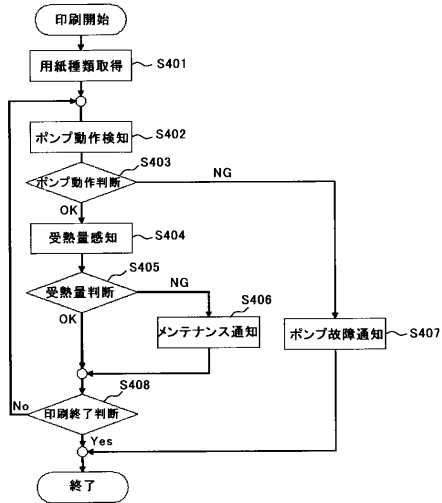 印刷開始
用紙種類取得
S401
ポンプ動作検知
S402
S403
ポンプ動作判断
NG
OK
受熱量感知
S404
S405
受熱量判断
NG
OK
S406
メンテナンス通知
ポンプ故障通知
S407
S408
No
印刷終了判断
Yes
終了